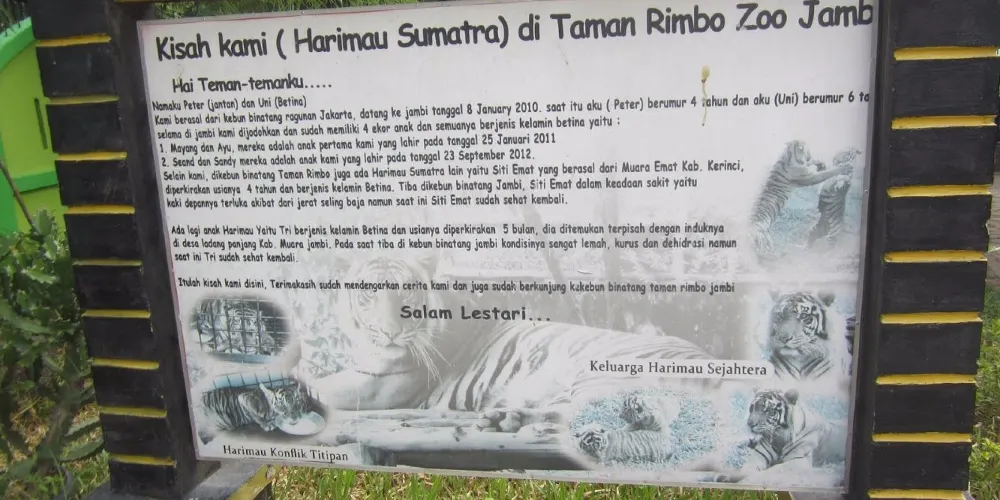 Kisah kami ( Harimau Sumatra) di Taman Rimbo Zoo Jamb
Hai Teman-temanku.....
Namaku Peter (jantan) dan Uni (Betina)
Kami berasal dari kebun binatang ragunan Jakarta, datang ke jambi tanggal 8 January 2010. saat itu aku ( Peter) berumur 4 tahun dan aku (Uni) berumur 6 ta
selama di jambi kami dijodohkan dan sudah memiliki 4 ekor anak dan semuanya berjenis kelamin betina yaitu :
1. Mayang dan Ayu, mereka adalah anak pertama kami yang lahir pada tanggal 25 Januari 2011
2. Seand dan Sandy mereka adalah anak kami yang lahir pada tanggal 23 September 2012.
Selain kami, dikebun binatang Taman Rimbo juga ada Harimau Sumatra lain yaitu Siti Emat yang berasal dari Muara Emat Kab. Kerinci,
diperkirakan usianya 4 tahun dan berjenis kelamin Betina. Tiba dikebun binatang Jambi, Siti Emat dalam keadaan sakit yaitu
kaki depannya terluka akibat dari jerat seling baja namun saat ini Siti Emat sudah sehat kembali.
Ada lagi anak Harimau Yaitu Tri berjenis kelamin Betina dan usianya diperkirakan 5 bulan, dia ditemukan terpisah dengan induknya
di desa ladang panjang Kab. Muara jambi. Pada saat tiba di kebun binatang jambi kondisinya sangat lemah, kurus dan dehidrasi namun
saat ini Tri sudah sehat kembali.
Itulah kisah kami disini, Terimakasih sudah mendengarkan cerita kami dan juga sudah berkunjung kekebun binatang taman rimbo jambi
Salam Lestari...
Keluarga Harimau Sejahtera
Harimau Konflik Titipan